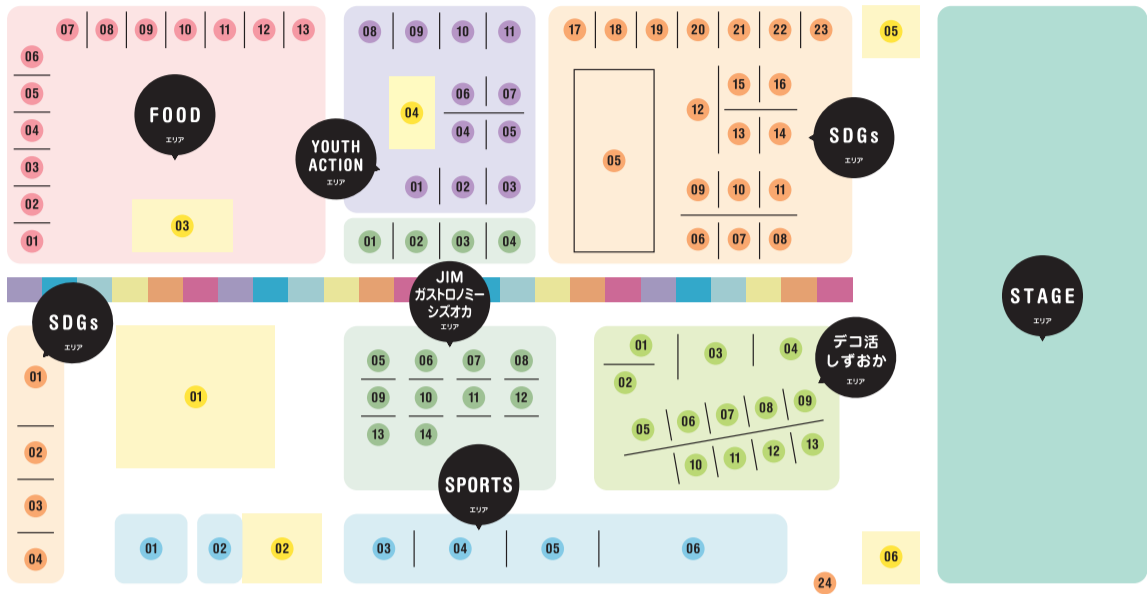 07 08 09 10 11 12 13
06
05
04
03
02
01
FOOD
エリア
03
08 09 10 11
04
06 07
04 05
01 02 03
YOUTH
ACTION
エリア
01 02 03 04
17 18 19 20 21 22 23
05
12
15 16
13 14
09 10 11
06 07 08
SDGs
エリア
05
STAGE
エリア
SDGs
エリア
01
02
03
04
01
JIM
ガストロノミー
シズオカ
エリア
05 06 07 08
09 10 11 12
13 14
デコ活
しずおか
エリア
01
02
03
04
05 06 07 08 09
10 11 12 13
SPORTS
エリア
01
02
02
03 04 05 06
24
06